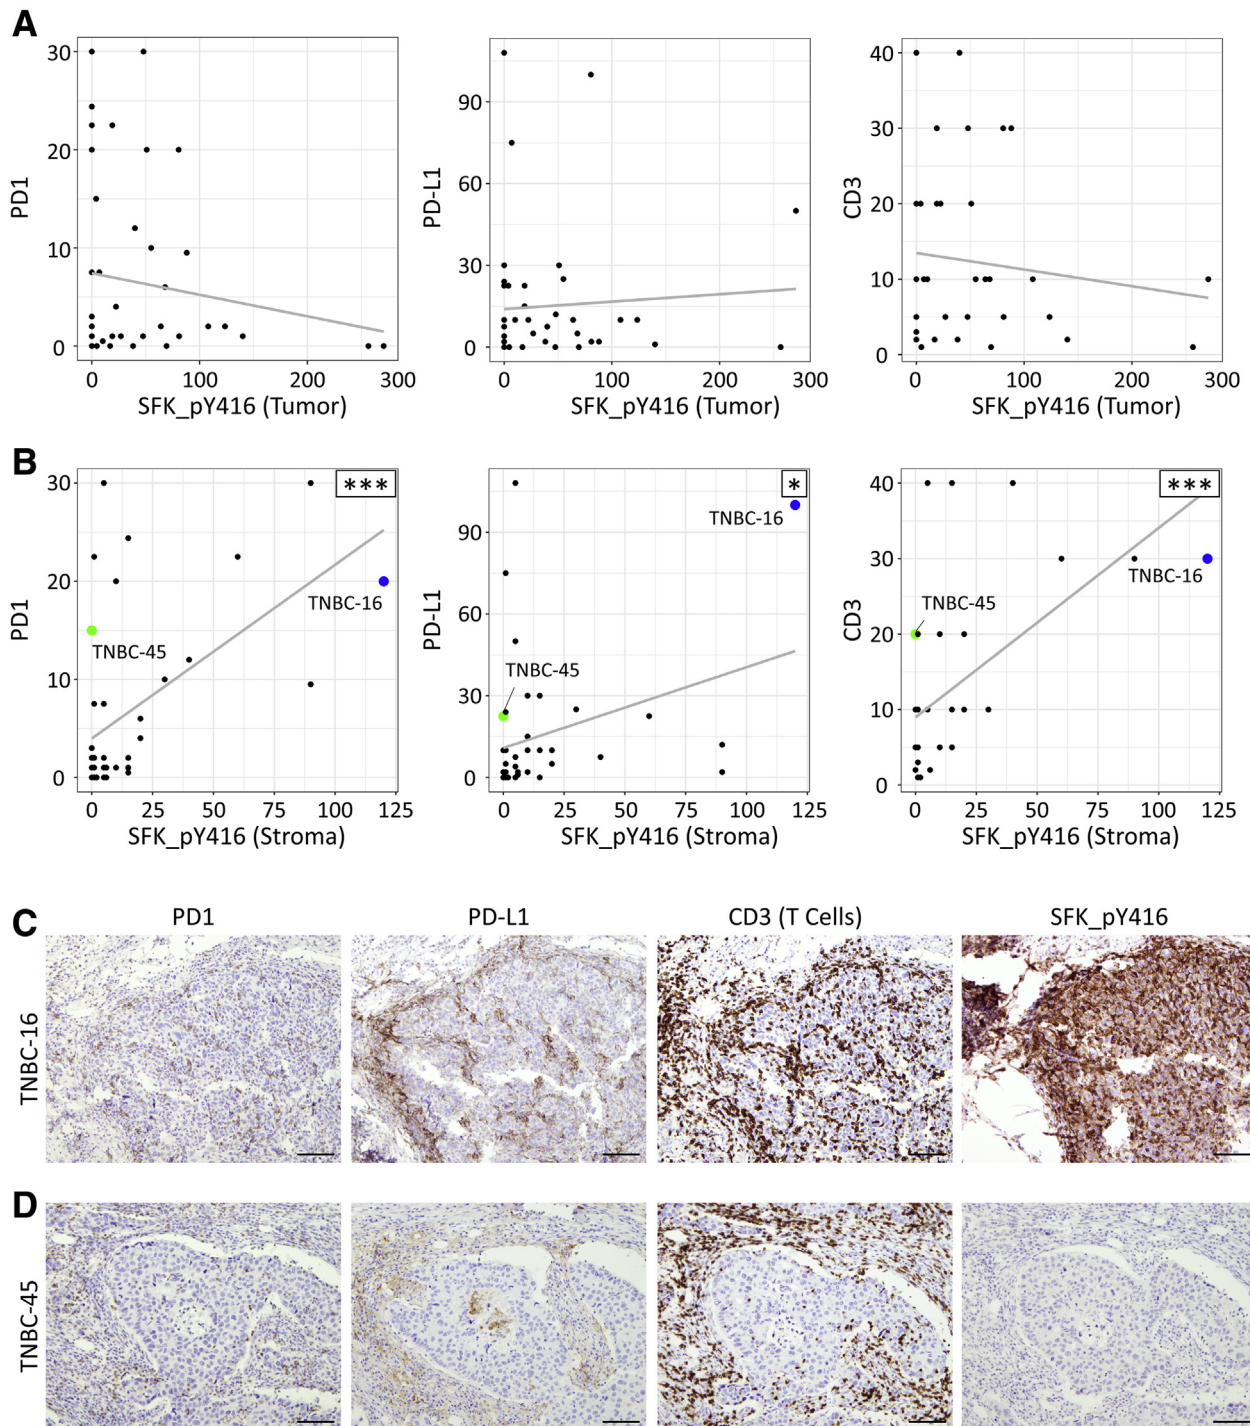 A
PD1
30
20
10
0
0 100 200 300
SFK_pY416 (Tumor)
PD-L1
90
60
30
0
0 100 200 300
SFK_pY416 (Tumor)
CD3
40
30
20
10
0
0 100 200 300
SFK_pY416 (Tumor)
B
PD1
30
20
10
0
***
TNBC-16
TNBC-45
0 25 50 75 100 125
SFK_pY416 (Stroma)
PD-L1
90
60
30
0
*
TNBC-16
TNBC-45
0 25 50 75 100 125
SFK_pY416 (Stroma)
CD3
40
30
20
10
0
***
TNBC-16
TNBC-45
0 25 50 75 100 125
SFK_pY416 (Stroma)
C
PD1 PD-L1 CD3 (T Cells) SFK_pY416
TNBC-16
D
TNBC-45